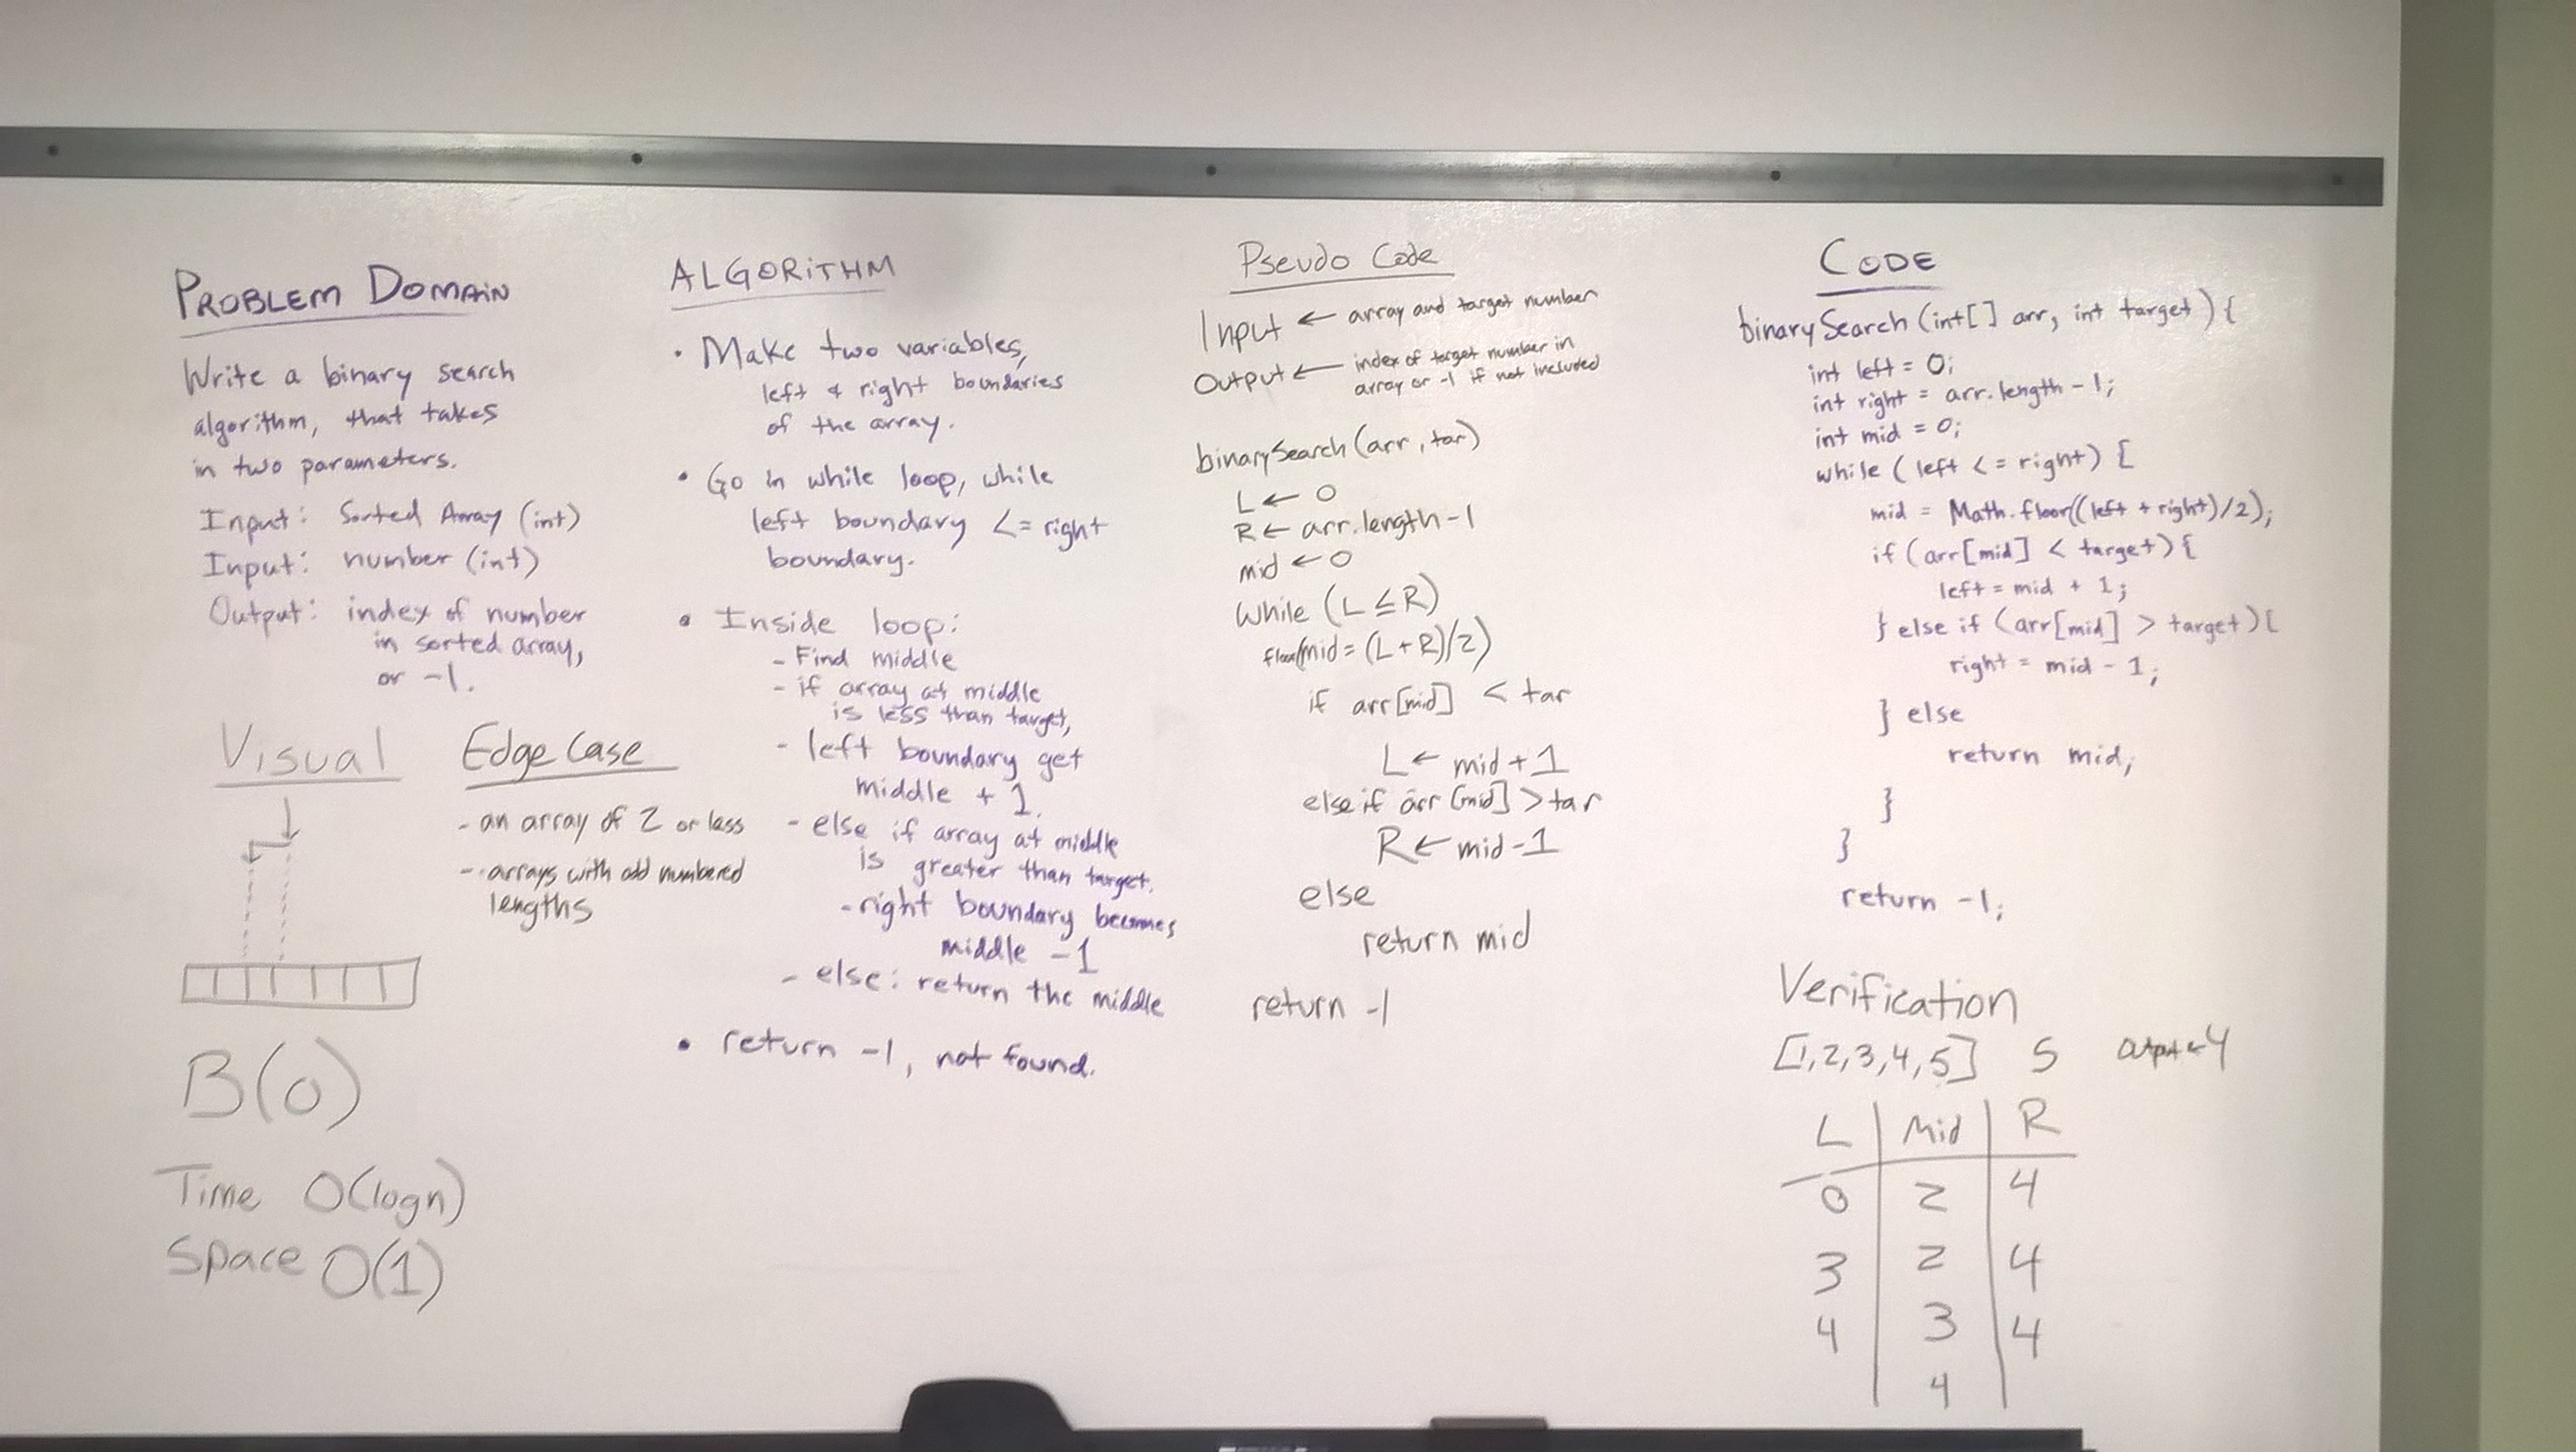 PROBLEM DOMAIN
Write a binary search
algorithm, that takes
in two parameters.
Input: Sorted Array (int)
Input: number (int)
Output: index of number
in sorted array,
or -1.
Visual
Edge Case
- an array of 2 or less
- arrays with odd numbered
lengths
B(o)
Time O(logn)
Space O(1)
ALGORITHM
• Make two variables,
left & right boundaries
of the array.
• Go in while loop, while
left boundary <= right
boundary.
• Inside loop:
- Find middle
- if array at middle
is less than target,
- left boundary get
middle + 1.
- else if array at middle
is greater than target.
- right boundary becomes
middle -1
- else: return the middle
• return -1, not found.
Pseudo Code
Input ← array and target number
Output ← index of target number in
array or -1 if not included
binarySearch(arr, tar)
L ← 0
R ← arr.length-1
mid ← 0
while (L ≤ R)
floor(mid = (L+R)/2)
if arr[mid] < tar
L ← mid + 1
else if arr[mid] > tar
R ← mid-1
else
return mid
return -1
CODE
binarySearch(int[] arr, int target) {
int left = 0;
int right = arr.length - 1;
int mid = 0;
while (left <= right) {
mid = Math.floor((left + right)/2);
if (arr[mid] < target) {
left = mid + 1;
} else if (arr[mid] > target) {
right = mid - 1;
} else
return mid;
}
}
return -1;
Verification
[1,2,3,4,5] 5 output ← 4
L Mid R
0 2 4
3 2 4
4 3 4
4